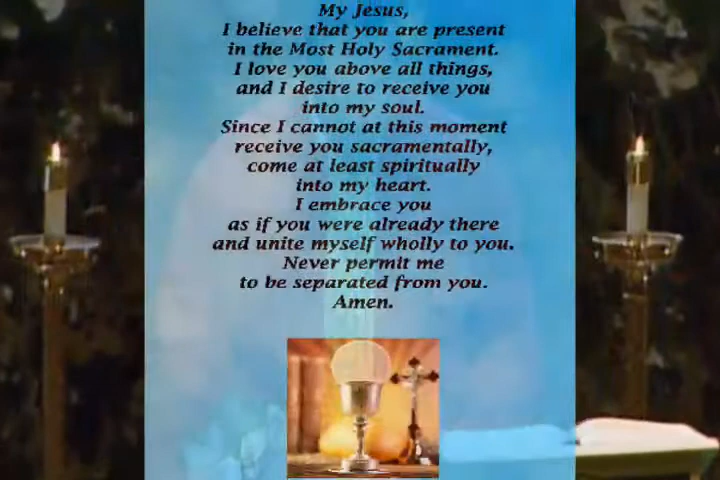 My Jesus,
I believe that you are present
in the Most Holy Sacrament.
I love you above all things,
and I desire to receive you
into my soul.
Since I cannot at this moment
receive you sacramentally,
come at least spiritually
into my heart.
I embrace you
as if you were already there
and unite myself wholly to you.
Never permit me
to be separated from you.
Amen.